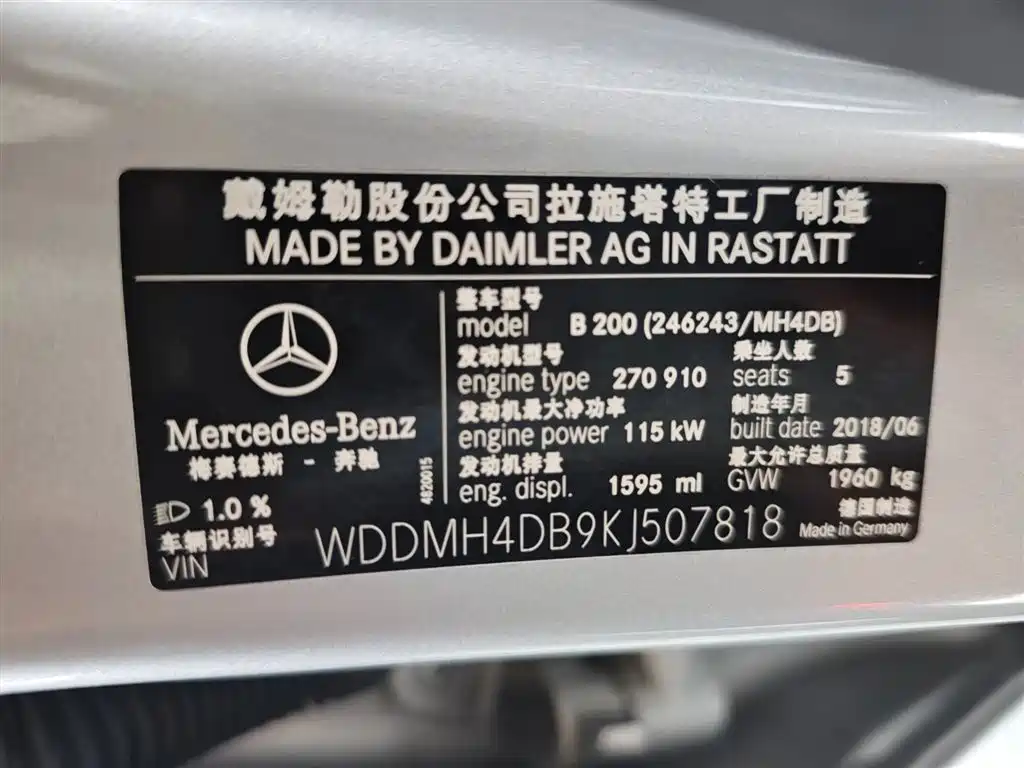 戴姆勒股份公司拉施塔特工厂制造
MADE BY DAIMLER AG IN RASTATT
整车型号
model B 200 (246243/MH4DB)
发动机型号 乘坐人数
engine type 270 910 seats 5
发动机最大净功率 制造年月
engine power 115 kW built date 2018/06
发动机排量 最大允许总质量
eng. displ. 1595 ml GVW 1960 kg
Mercedes-Benz
梅赛德斯 - 奔驰
4820015
1.0 %
车辆识别号
VIN WDDMH4DB9KJ507818
德国制造
Made in Germany